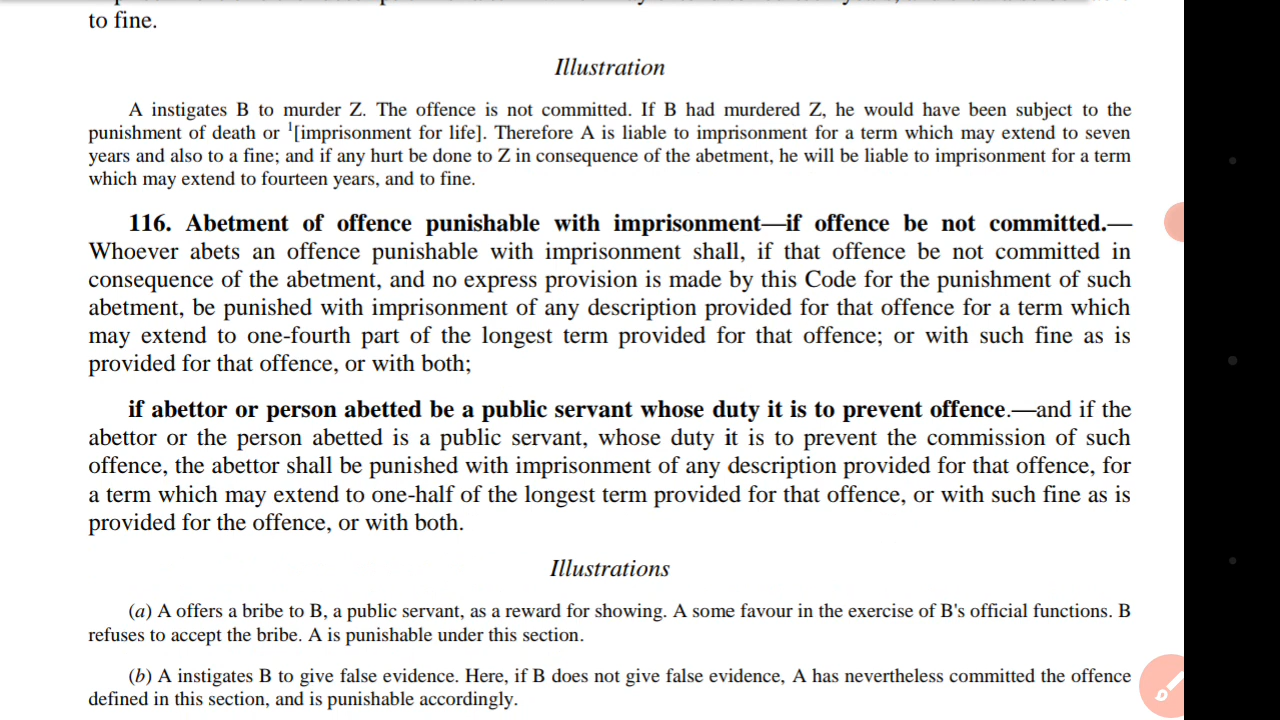 to fine.
Illustration
A instigates B to murder Z. The offence is not committed. If B had murdered Z, he would have been subject to the
punishment of death or 1[imprisonment for life]. Therefore A is liable to imprisonment for a term which may extend to seven
years and also to a fine; and if any hurt be done to Z in consequence of the abetment, he will be liable to imprisonment for a term
which may extend to fourteen years, and to fine.
116. Abetment of offence punishable with imprisonment—if offence be not committed.—
Whoever abets an offence punishable with imprisonment shall, if that offence be not committed in
consequence of the abetment, and no express provision is made by this Code for the punishment of such
abetment, be punished with imprisonment of any description provided for that offence for a term which
may extend to one-fourth part of the longest term provided for that offence; or with such fine as is
provided for that offence, or with both;
if abettor or person abetted be a public servant whose duty it is to prevent offence.—and if the
abettor or the person abetted is a public servant, whose duty it is to prevent the commission of such
offence, the abettor shall be punished with imprisonment of any description provided for that offence, for
a term which may extend to one-half of the longest term provided for that offence, or with such fine as is
provided for the offence, or with both.
Illustrations
(a) A offers a bribe to B, a public servant, as a reward for showing. A some favour in the exercise of B's official functions. B
refuses to accept the bribe. A is punishable under this section.
(b) A instigates B to give false evidence. Here, if B does not give false evidence, A has nevertheless committed the offence
defined in this section, and is punishable accordingly.